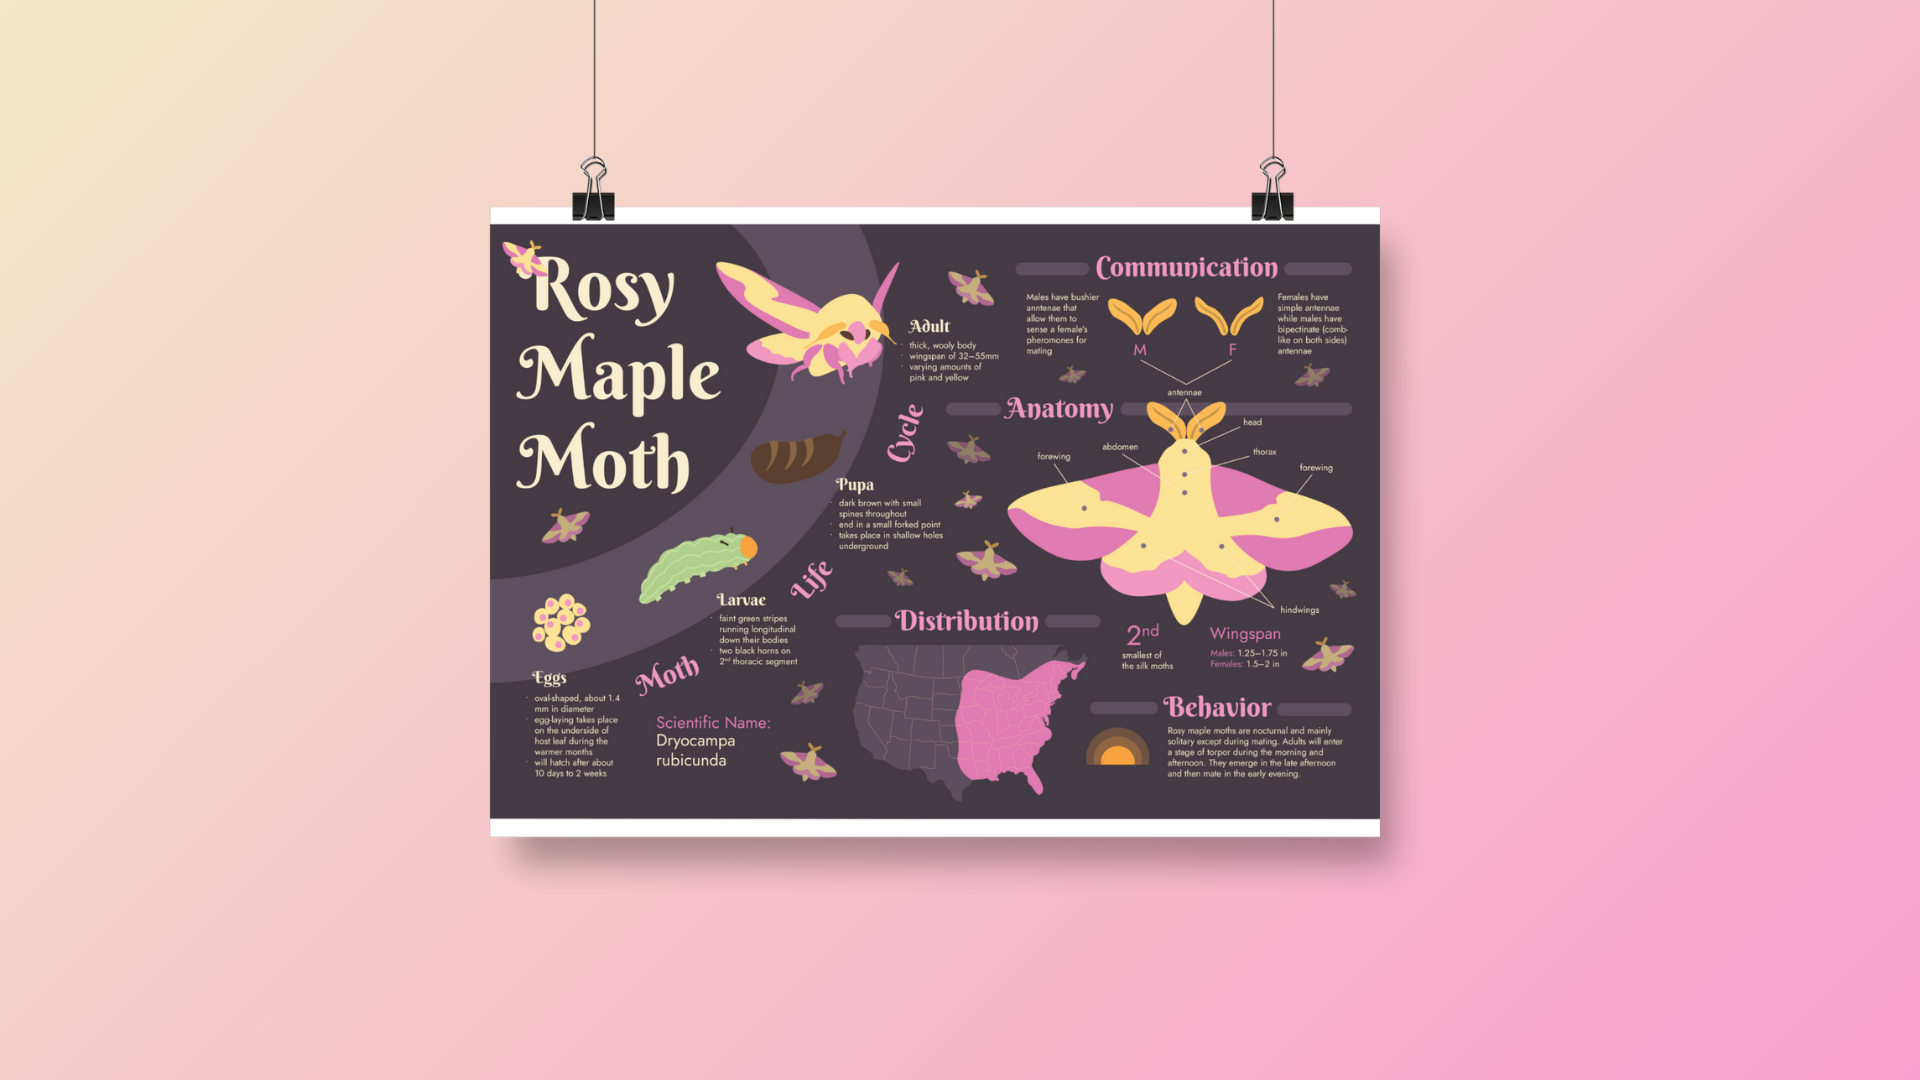 Rosy
Maple
Moth
Adult
· thick, wooly body
· wingspan of 32–55mm
· varying amounts of
pink and yellow
Pupa
· dark brown with small
spines throughout
· end in a small forked point
· takes place in shallow holes
underground
Larvae
· faint green stripes
running longitudinal
down their bodies
· two black horns on
2nd thoracic segment
Eggs
· oval-shaped, about 1.4
mm in diameter
· egg-laying takes place
on the underside of
host leaf during the
warmer months
· will hatch after about
10 days to 2 weeks
Moth
Life
Cycle
Scientific Name:
Dryocampa
rubicunda
Communication
Males have bushier
anntenae that
allow them to
sense a female's
pheromones for
mating
M
F
Females have
simple antennae
while males have
bipectinate (comb-
like on both sides)
antennae
antennae
Anatomy
head
abdomen
thorax
forewing
forewing
hindwings
2nd
smallest of
the silk moths
Wingspan
Males: 1.25–1.75 in
Females: 1.5–2 in
Distribution
Behavior
Rosy maple moths are nocturnal and mainly
solitary except during mating. Adults will enter
a stage of torpor during the morning and
afternoon. They emerge in the late afternoon
and then mate in the early evening.